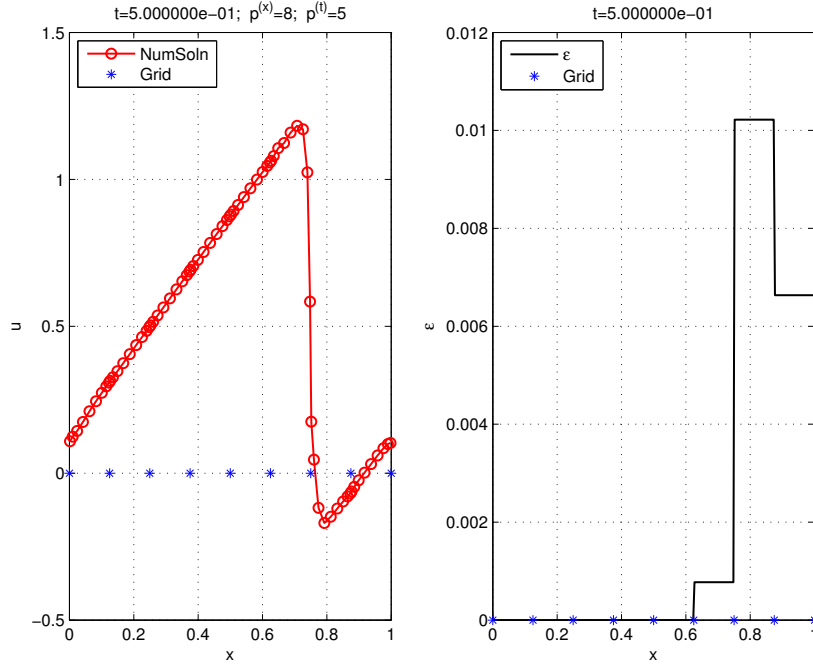 t=5.000000e−01; p^(x)=8; p^(t)=5
NumSoln
Grid
1.5
1
0.5
0
−0.5
u
0 0.2 0.4 0.6 0.8 1
x
t=5.000000e−01
ε
Grid
0.012
0.01
0.008
0.006
0.004
0.002
0
ε
0 0.2 0.4 0.6 0.8 1
x